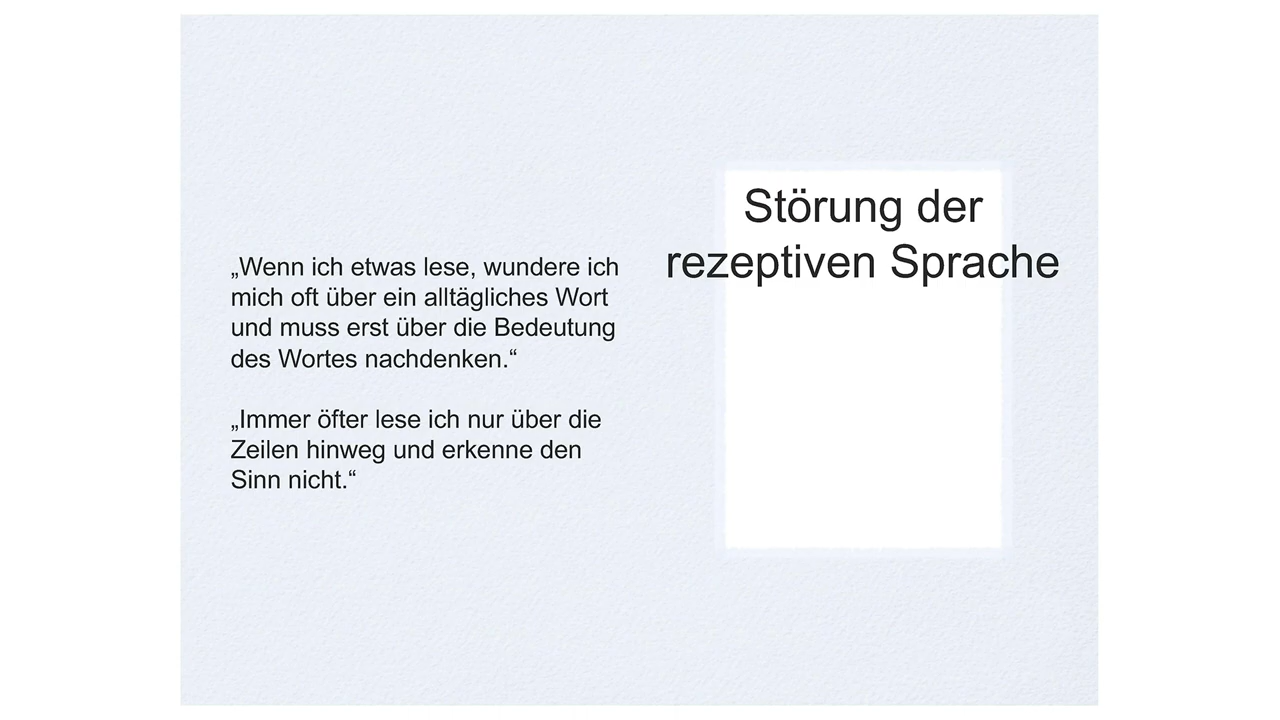 Störung der
rezeptiven Sprache
„Wenn ich etwas lese, wundere ich
mich oft über ein alltägliches Wort
und muss erst über die Bedeutung
des Wortes nachdenken.“
„Immer öfter lese ich nur über die
Zeilen hinweg und erkenne den
Sinn nicht.“